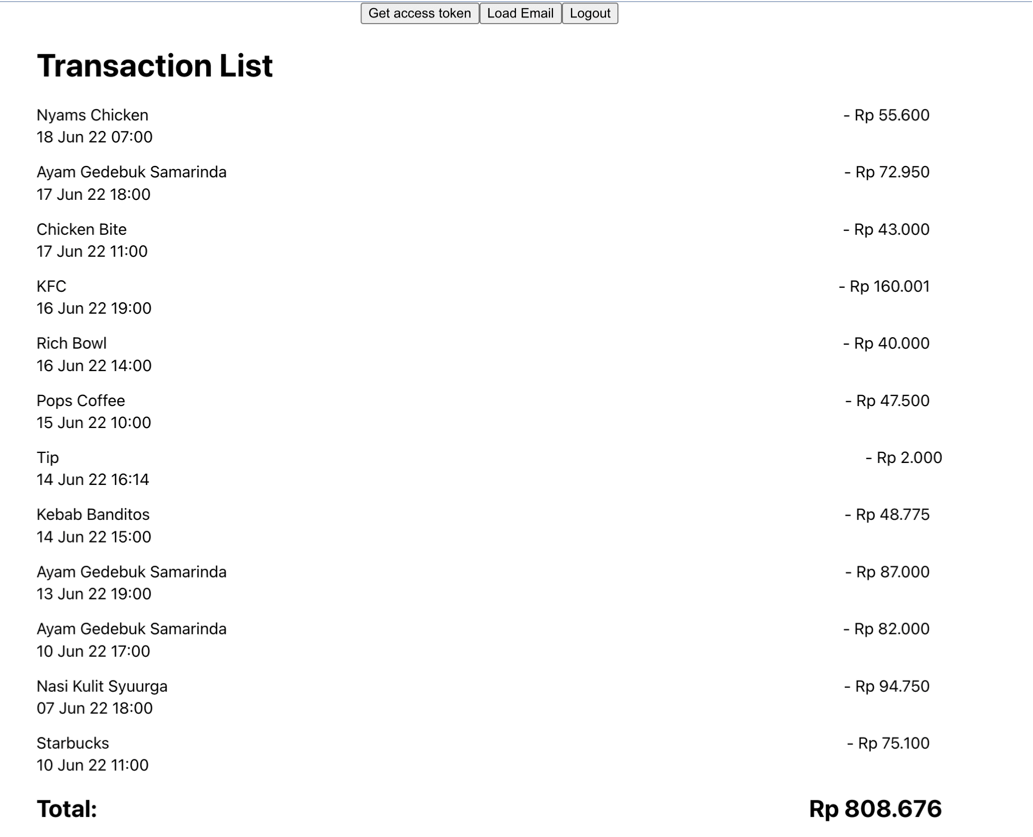 Get access token Load Email Logout
Transaction List
Nyams Chicken - Rp 55.600
18 Jun 22 07:00
Ayam Gedebuk Samarinda - Rp 72.950
17 Jun 22 18:00
Chicken Bite - Rp 43.000
17 Jun 22 11:00
KFC - Rp 160.001
16 Jun 22 19:00
Rich Bowl - Rp 40.000
16 Jun 22 14:00
Pops Coffee - Rp 47.500
15 Jun 22 10:00
Tip - Rp 2.000
14 Jun 22 16:14
Kebab Banditos - Rp 48.775
14 Jun 22 15:00
Ayam Gedebuk Samarinda - Rp 87.000
13 Jun 22 19:00
Ayam Gedebuk Samarinda - Rp 82.000
10 Jun 22 17:00
Nasi Kulit Syuurga - Rp 94.750
07 Jun 22 18:00
Starbucks - Rp 75.100
10 Jun 22 11:00
Total: Rp 808.676